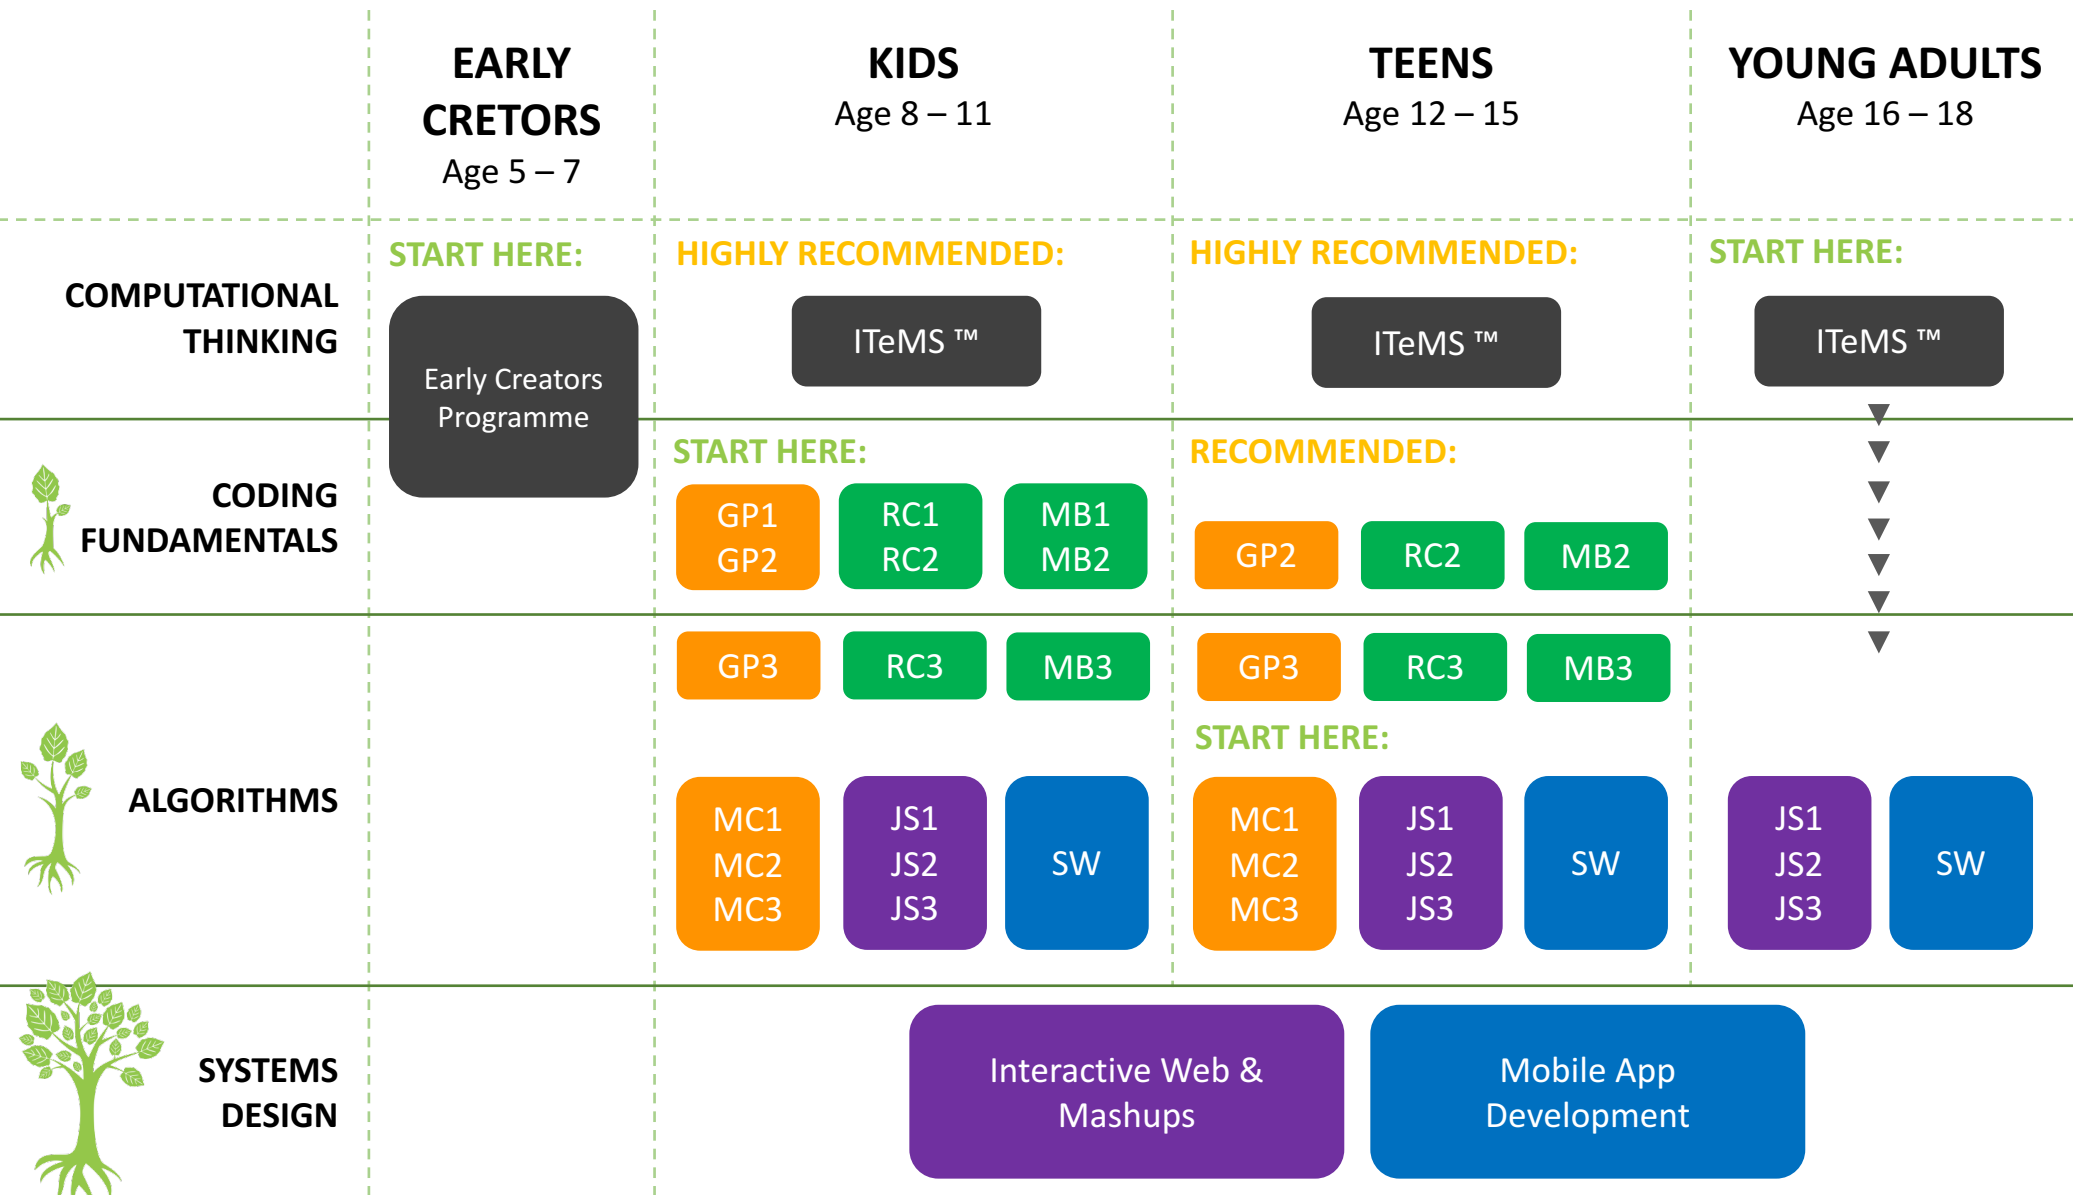 EARLY
CRETORS
Age 5 – 7
KIDS
Age 8 – 11
TEENS
Age 12 – 15
YOUNG ADULTS
Age 16 – 18
COMPUTATIONAL
THINKING
START HERE:
Early Creators
Programme
HIGHLY RECOMMENDED:
ITeMS ™
HIGHLY RECOMMENDED:
ITeMS ™
START HERE:
ITeMS ™
CODING
FUNDAMENTALS
START HERE:
GP1
GP2
RC1
RC2
MB1
MB2
RECOMMENDED:
GP2
RC2
MB2
ALGORITHMS
GP3
RC3
MB3
MC1
MC2
MC3
JS1
JS2
JS3
SW
GP3
RC3
MB3
START HERE:
MC1
MC2
MC3
JS1
JS2
JS3
SW
JS1
JS2
JS3
SW
SYSTEMS
DESIGN
Interactive Web &
Mashups
Mobile App
Development